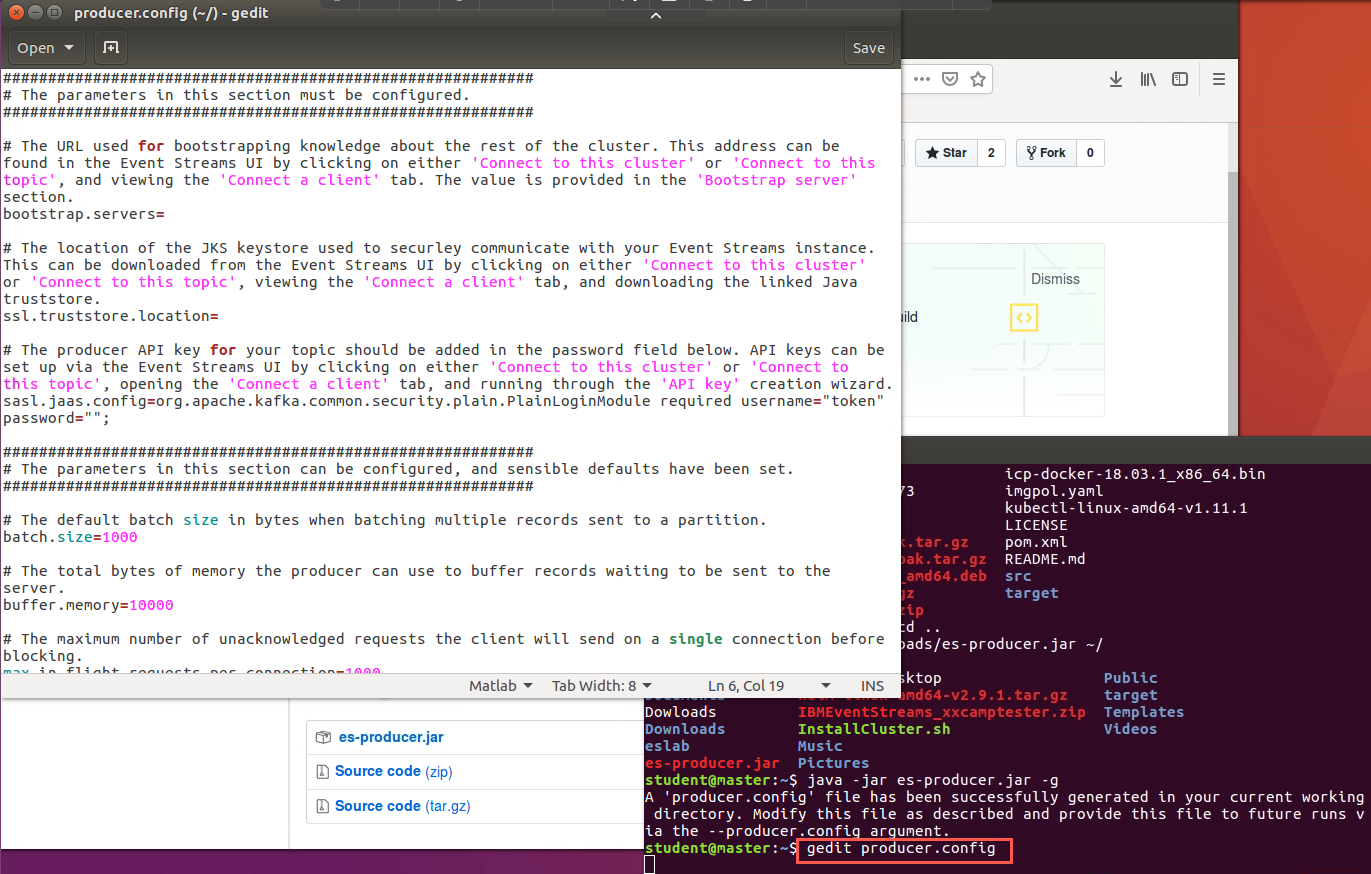 producer.config (~/) - gedit
Open
Save
##########################################################
# The parameters in this section must be configured.
##########################################################
# The URL used for bootstrapping knowledge about the rest of the cluster. This address can be
found in the Event Streams UI by clicking on either 'Connect to this cluster' or 'Connect to this
topic', and viewing the 'Connect a client' tab. The value is provided in the 'Bootstrap server'
section.
bootstrap.servers=
# The location of the JKS keystore used to securley communicate with your Event Streams instance.
This can be downloaded from the Event Streams UI by clicking on either 'Connect to this cluster'
or 'Connect to this topic', viewing the 'Connect a client' tab, and downloading the linked Java
truststore.
ssl.truststore.location=
# The producer API key for your topic should be added in the password field below. API keys can be
set up via the Event Streams UI by clicking on either 'Connect to this cluster' or 'Connect to
this topic', opening the 'Connect a client' tab, and running through the 'API key' creation wizard.
sasl.jaas.config=org.apache.kafka.common.security.plain.PlainLoginModule required username="token"
password="";
##########################################################
# The parameters in this section can be configured, and sensible defaults have been set.
##########################################################
# The default batch size in bytes when batching multiple records sent to a partition.
batch.size=1000
# The total bytes of memory the producer can use to buffer records waiting to be sent to the
server.
buffer.memory=10000
# The maximum number of unacknowledged requests the client will send on a single connection before
blocking.
max.in.flight.requests.per.connection=1000
Matlab Tab Width: 8 Ln 6, Col 19 INS
Star 2 Fork 0
Dismiss
uild
es-producer.jar
Source code (zip)
Source code (tar.gz)
icp-docker-18.03.1_x86_64.bin
73 imgpol.yaml
kubectl-linux-amd64-v1.11.1
LICENSE
k.tar.gz pom.xml
oak.tar.gz README.md
_amd64.deb src
gz target
zip
cd ..
oads/es-producer.jar ~/
sktop Public
amd64-v2.9.1.tar.gz target
Dowloads IBMEventStreams_xxcamptester.zip Templates
Downloads InstallCluster.sh Videos
eslab Music
es-producer.jar Pictures
student@master:~$ java -jar es-producer.jar -g
A 'producer.config' file has been successfully generated in your current working
directory. Modify this file as described and provide this file to future runs v
ia the --producer.config argument.
student@master:~$ gedit producer.config